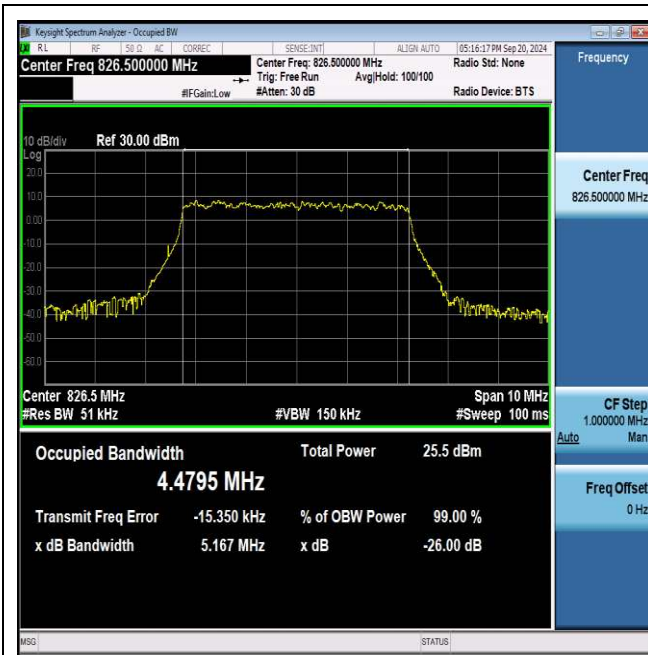 Keysight Spectrum Analyzer - Occupied BW
RL RF 50 Ω AC CORREC SENSE:INT ALIGN AUTO 05:16:17 PM Sep 20, 2024
Center Freq 826.500000 MHz Center Freq: 826.500000 MHz Radio Std: None
Trig: Free Run Avg|Hold: 100/100
#IFGain:Low #Atten: 30 dB Radio Device: BTS
10 dB/div Ref 30.00 dBm
Log
20.0
10.0
0.00
-10.0
-20.0
-30.0
-40.0
-50.0
-60.0
Center 826.5 MHz Span 10 MHz
#Res BW 51 kHz #VBW 150 kHz #Sweep 100 ms
Occupied Bandwidth Total Power 25.5 dBm
4.4795 MHz
Transmit Freq Error -15.350 kHz % of OBW Power 99.00 %
x dB Bandwidth 5.167 MHz x dB -26.00 dB
MSG STATUS
Frequency
Center Freq
826.500000 MHz
CF Step
1.000000 MHz
Auto Man
Freq Offset
0 Hz